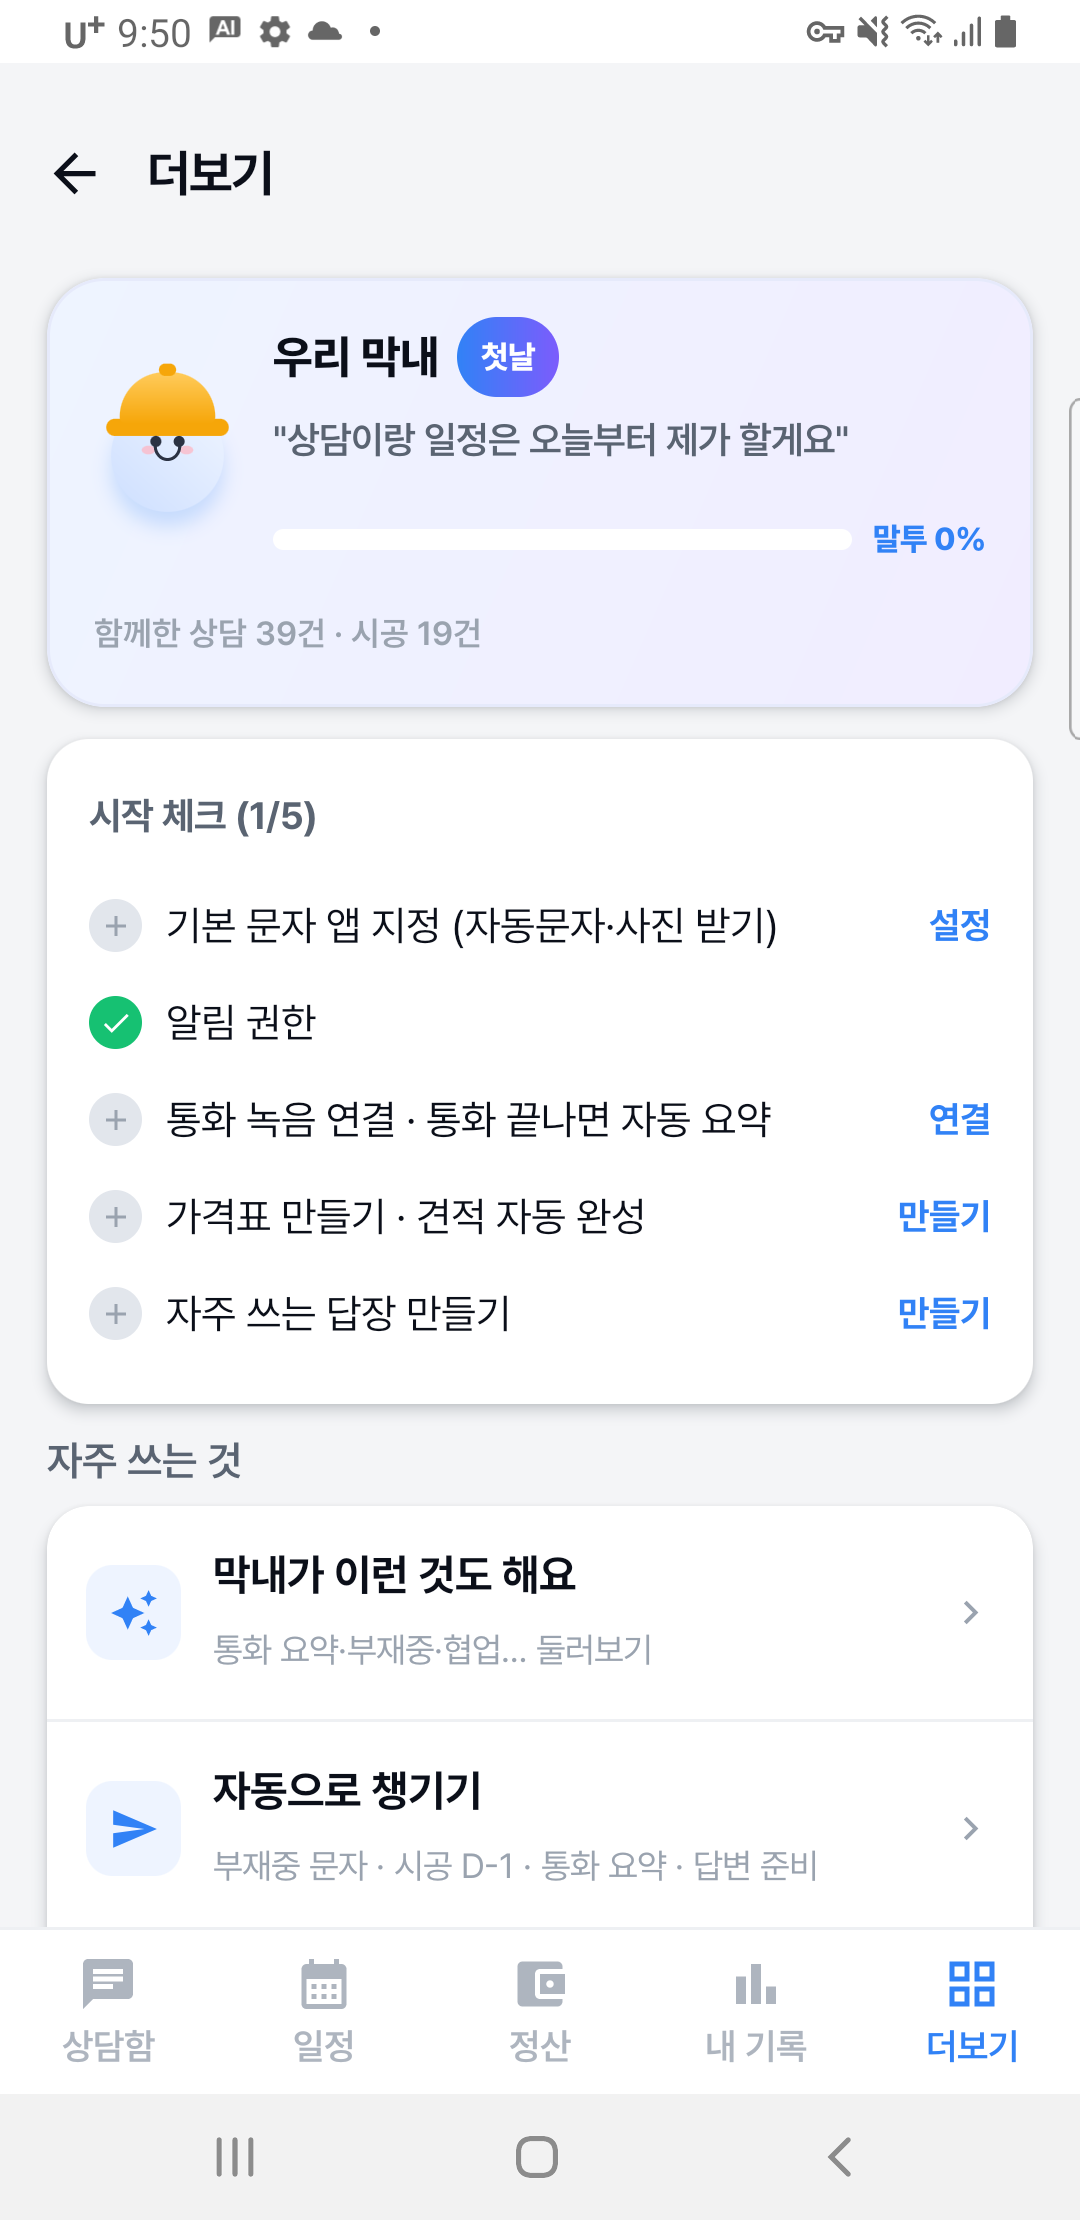 U+ 9:50 AI
더보기
우리 막내 첫날
"상담이랑 일정은 오늘부터 제가 할게요"
말투 0%
함께한 상담 39건 · 시공 19건
시작 체크 (1/5)
기본 문자 앱 지정 (자동문자·사진 받기) 설정
알림 권한
통화 녹음 연결 · 통화 끝나면 자동 요약 연결
가격표 만들기 · 견적 자동 완성 만들기
자주 쓰는 답장 만들기 만들기
자주 쓰는 것
막내가 이런 것도 해요
통화 요약·부재중·협업... 둘러보기
자동으로 챙기기
부재중 문자 · 시공 D-1 · 통화 요약 · 답변 준비
상담함 일정 정산 내 기록 더보기